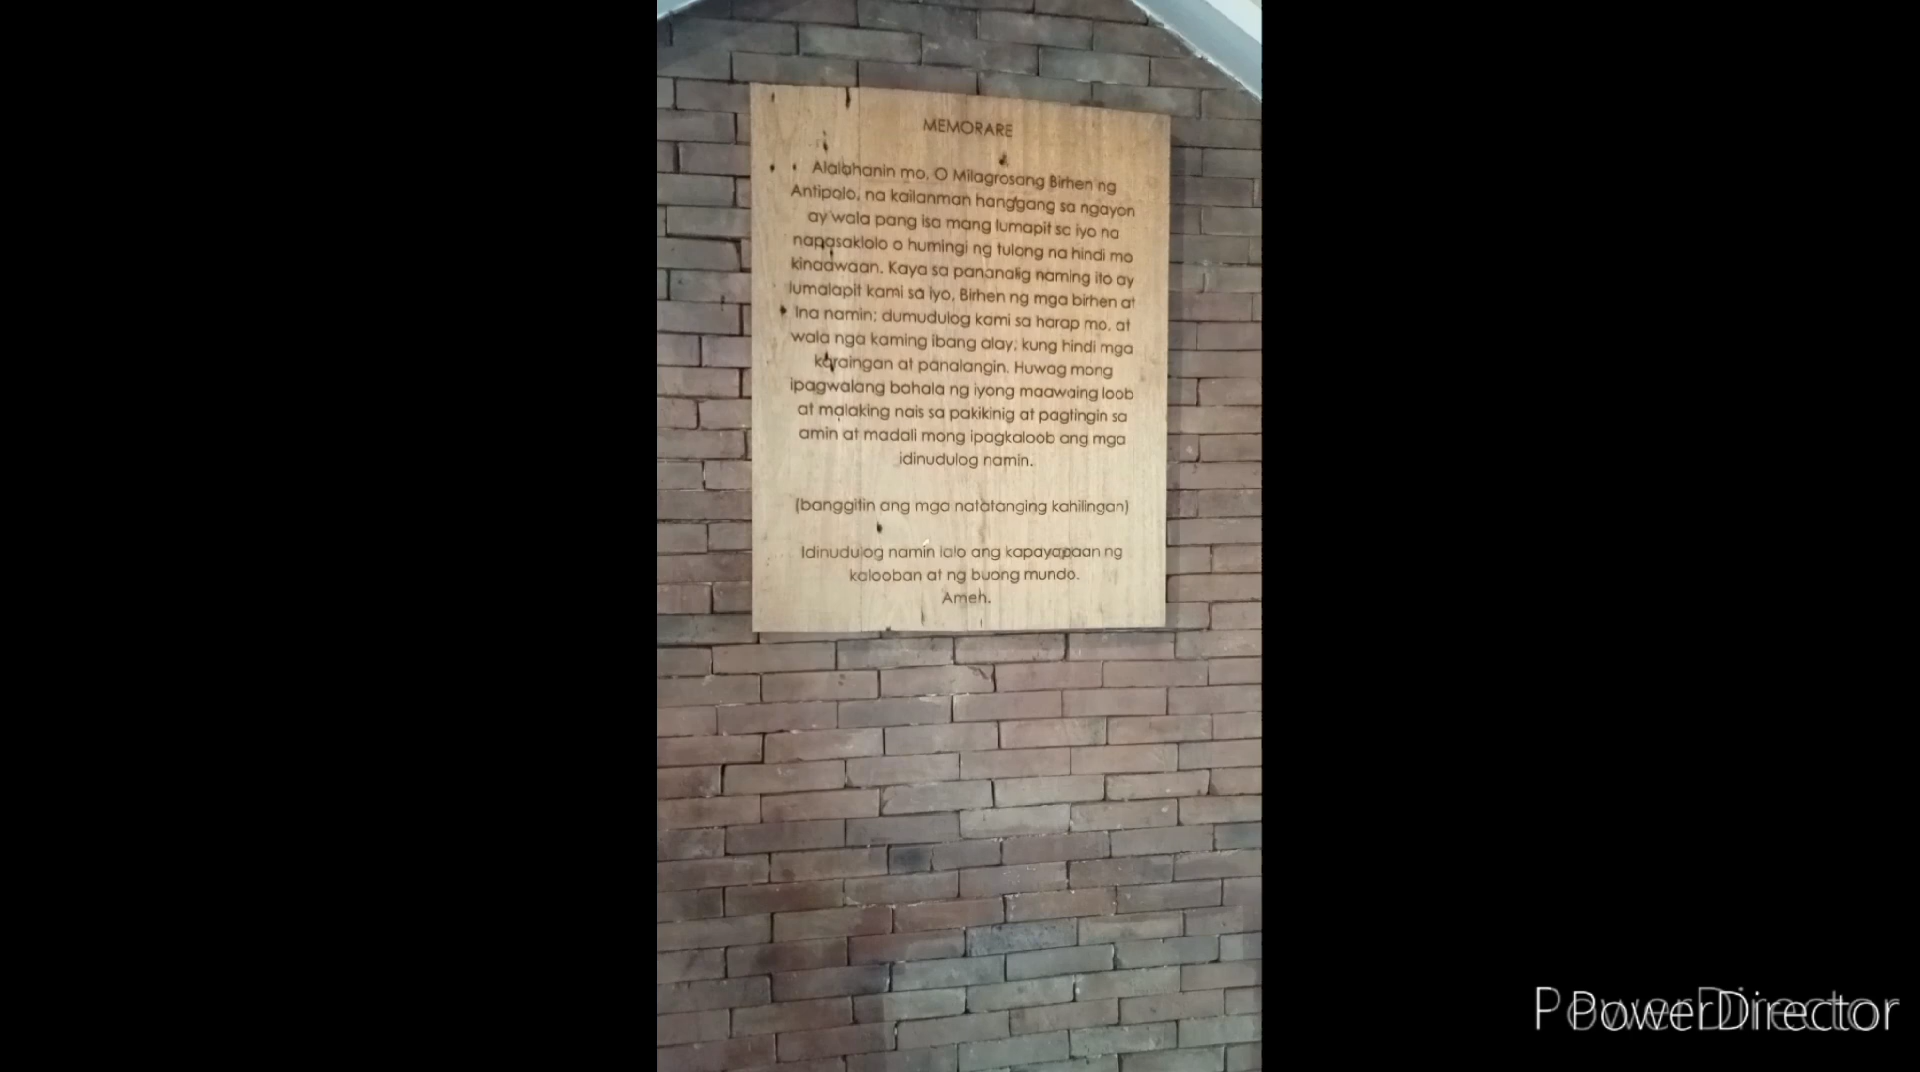 MEMORARE
Alalahanin mo, O Milagrosang Birhen ng
Antipolo, na kailanman hanggang sa ngayon
ay wala pang isa mang lumapit sa iyo na
napasaklolo o humingi ng tulong na hindi mo
kinaawaan. Kaya sa pananalig naming ito ay
lumalapit kami sa iyo, Birhen ng mga birhen at
Ina namin; dumudulog kami sa harap mo, at
wala nga kaming ibang alay, kung hindi mga
karaingan at panalangin. Huwag mong
ipagwalang bahala ng iyong maawaing loob
at malaking nais sa pakikinig at pagtingin sa
amin at madali mong ipagkaloob ang mga
idinudulog namin.
(banggitin ang mga natatanging kahilingan)
Idinudulog namin lalo ang kapayapaan ng
kalooban at ng buong mundo.
Amen.
PowerDirector